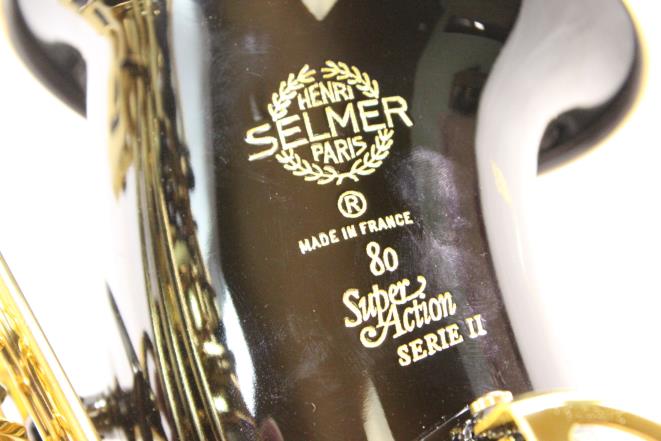 HENRI
SELMER
PARIS
®
MADE IN FRANCE
80
Super
Action
SERIE II